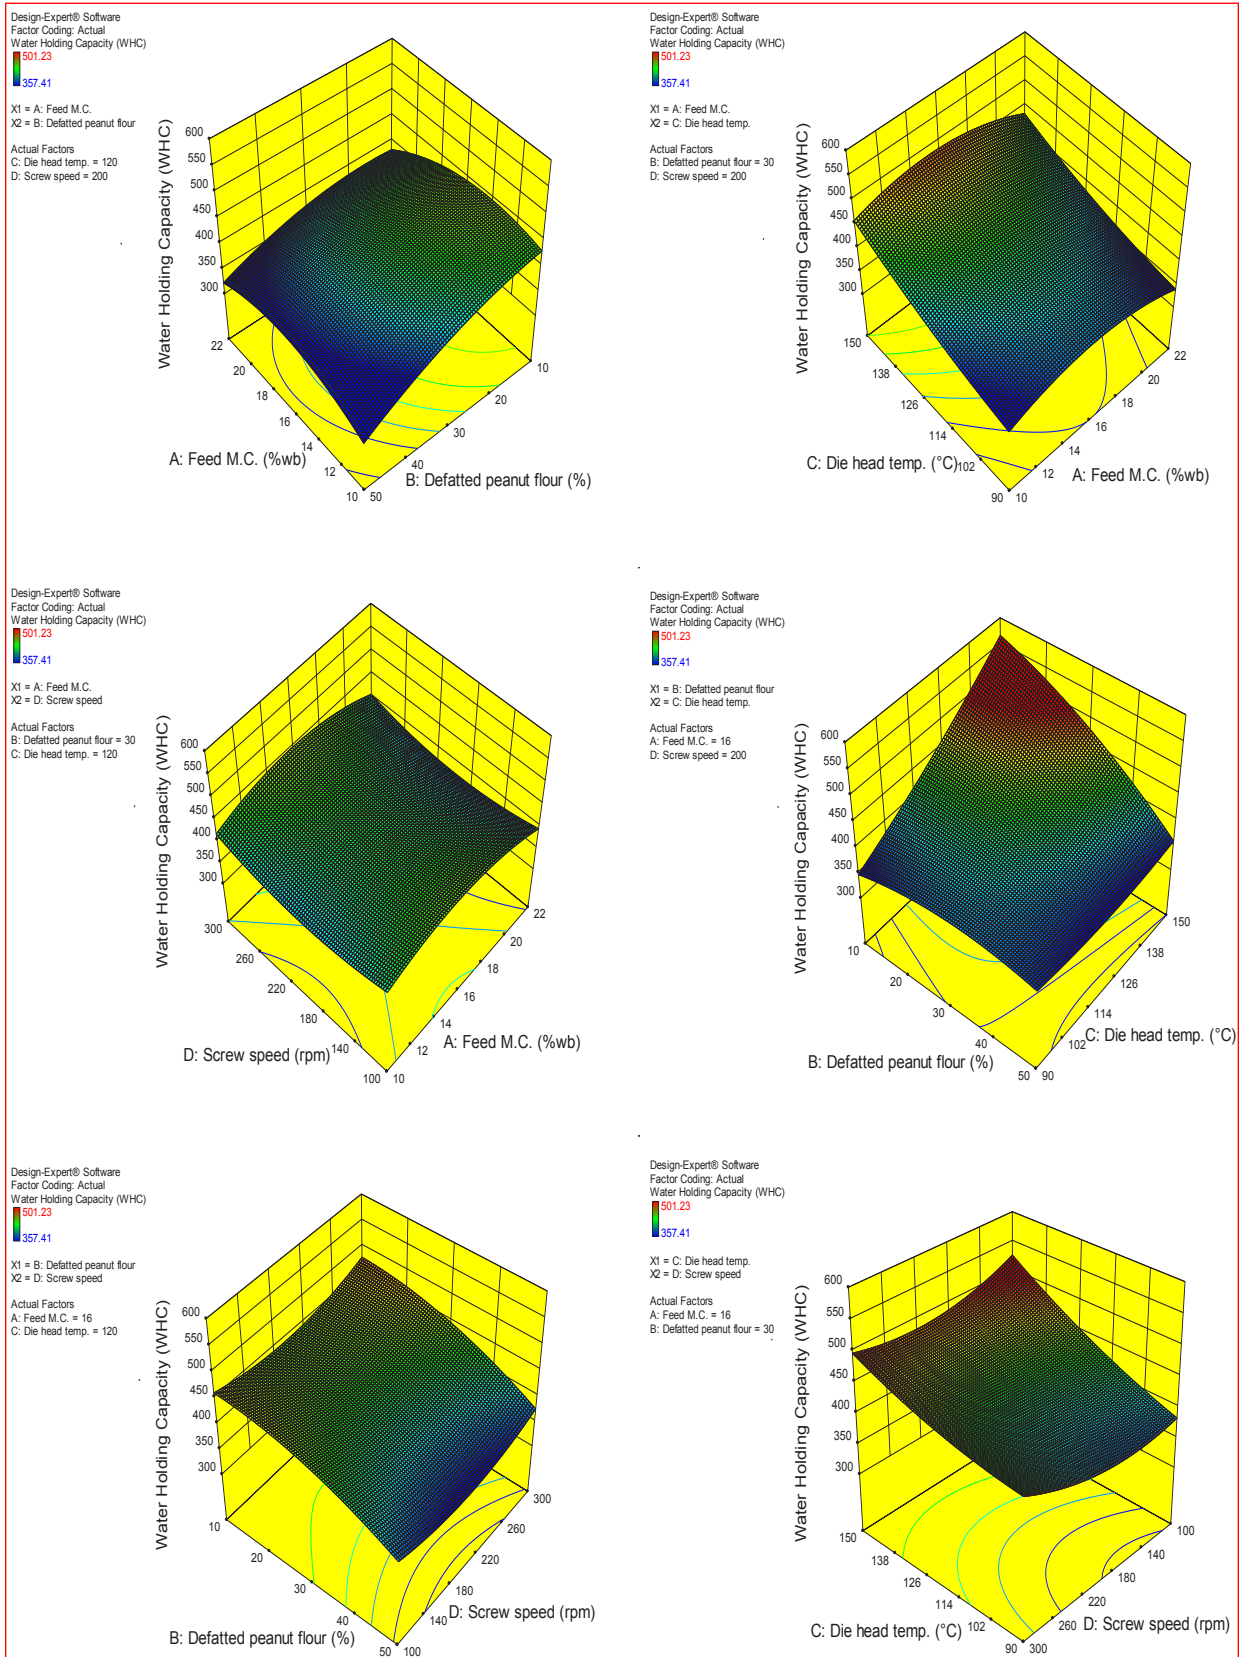 Design-Expert® Software
Factor Coding: Actual
Water Holding Capacity (WHC)
501.23
357.41
X1 = A: Feed M.C.
X2 = B: Defatted peanut flour
Actual Factors
C: Die head temp. = 120
D: Screw speed = 200
Water Holding Capacity (WHC)
600
550
500
450
400
350
300
22
20
18
16
14
12
10
A: Feed M.C. (%wb)
50
40
30
20
10
B: Defatted peanut flour (%)
Design-Expert® Software
Factor Coding: Actual
Water Holding Capacity (WHC)
501.23
357.41
X1 = A: Feed M.C.
X2 = C: Die head temp.
Actual Factors
B: Defatted peanut flour = 30
D: Screw speed = 200
Water Holding Capacity (WHC)
600
550
500
450
400
350
300
150
138
126
114
102
90
C: Die head temp. (°C)
10
12
14
16
18
20
22
A: Feed M.C. (%wb)
Design-Expert® Software
Factor Coding: Actual
Water Holding Capacity (WHC)
501.23
357.41
X1 = A: Feed M.C.
X2 = D: Screw speed
Actual Factors
B: Defatted peanut flour = 30
C: Die head temp. = 120
Water Holding Capacity (WHC)
600
550
500
450
400
350
300
300
260
220
180
140
100
D: Screw speed (rpm)
10
12
14
16
18
20
22
A: Feed M.C. (%wb)
Design-Expert® Software
Factor Coding: Actual
Water Holding Capacity (WHC)
501.23
357.41
X1 = B: Defatted peanut flour
X2 = C: Die head temp.
Actual Factors
A: Feed M.C. = 16
D: Screw speed = 200
Water Holding Capacity (WHC)
600
550
500
450
400
350
300
10
20
30
40
50
B: Defatted peanut flour (%)
90
102
114
126
138
150
C: Die head temp. (°C)
Design-Expert® Software
Factor Coding: Actual
Water Holding Capacity (WHC)
501.23
357.41
X1 = B: Defatted peanut flour
X2 = D: Screw speed
Actual Factors
A: Feed M.C. = 16
C: Die head temp. = 120
Water Holding Capacity (WHC)
600
550
500
450
400
350
300
10
20
30
40
50
B: Defatted peanut flour (%)
100
140
180
220
260
300
D: Screw speed (rpm)
Design-Expert® Software
Factor Coding: Actual
Water Holding Capacity (WHC)
501.23
357.41
X1 = C: Die head temp.
X2 = D: Screw speed
Actual Factors
A: Feed M.C. = 16
B: Defatted peanut flour = 30
Water Holding Capacity (WHC)
600
550
500
450
400
350
300
150
138
126
114
102
90
C: Die head temp. (°C)
300
260
220
180
140
100
D: Screw speed (rpm)